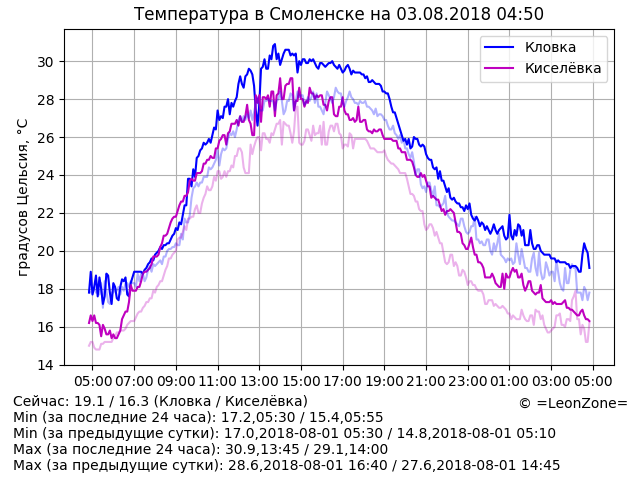 Температура в Смоленске на 03.08.2018 04:50
Кловка
Киселёвка
градусов Цельсия, °C
30
28
26
24
22
20
18
16
14
05:00 07:00 09:00 11:00 13:00 15:00 17:00 19:00 21:00 23:00 01:00 03:00 05:00
Сейчас: 19.1 / 16.3 (Кловка / Киселёвка)
© =LeonZone=
Min (за последние 24 часа): 17.2,05:30 / 15.4,05:55
Min (за предыдущие сутки): 17.0,2018-08-01 05:30 / 14.8,2018-08-01 05:10
Max (за последние 24 часа): 30.9,13:45 / 29.1,14:00
Max (за предыдущие сутки): 28.6,2018-08-01 16:40 / 27.6,2018-08-01 14:45